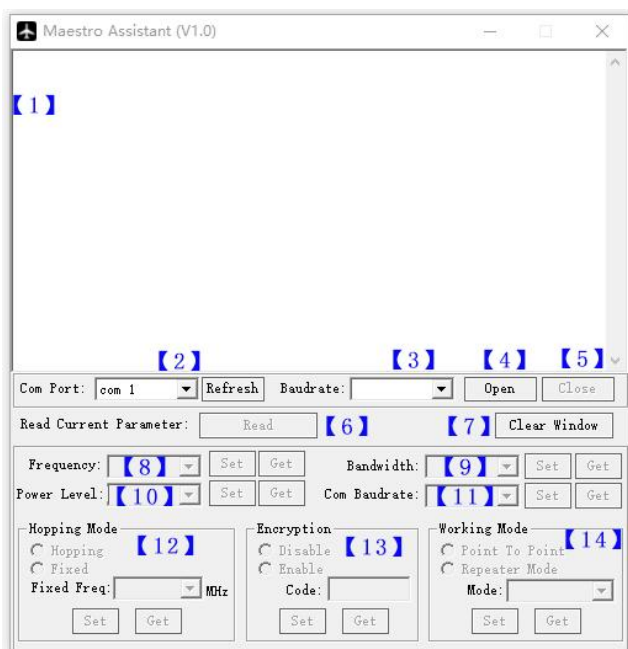 Maestro Assistant (V1.0)
【1】
【2】 【3】 【4】 【5】
Com Port: com 1 Refresh Baudrate: Open Close
Read Current Parameter: Read 【6】 【7】 Clear Window
Frequency: 【8】 Set Get Bandwidth: 【9】 Set Get
Power Level: 【10】 Set Get Com Baudrate: 【11】 Set Get
Hopping Mode Encryption Working Mode
Hopping 【12】 Disable 【13】 Point To Point 【14】
Fixed Enable Repeater Mode
Fixed Freq: MHz Code: Mode:
Set Get Set Get Set Get